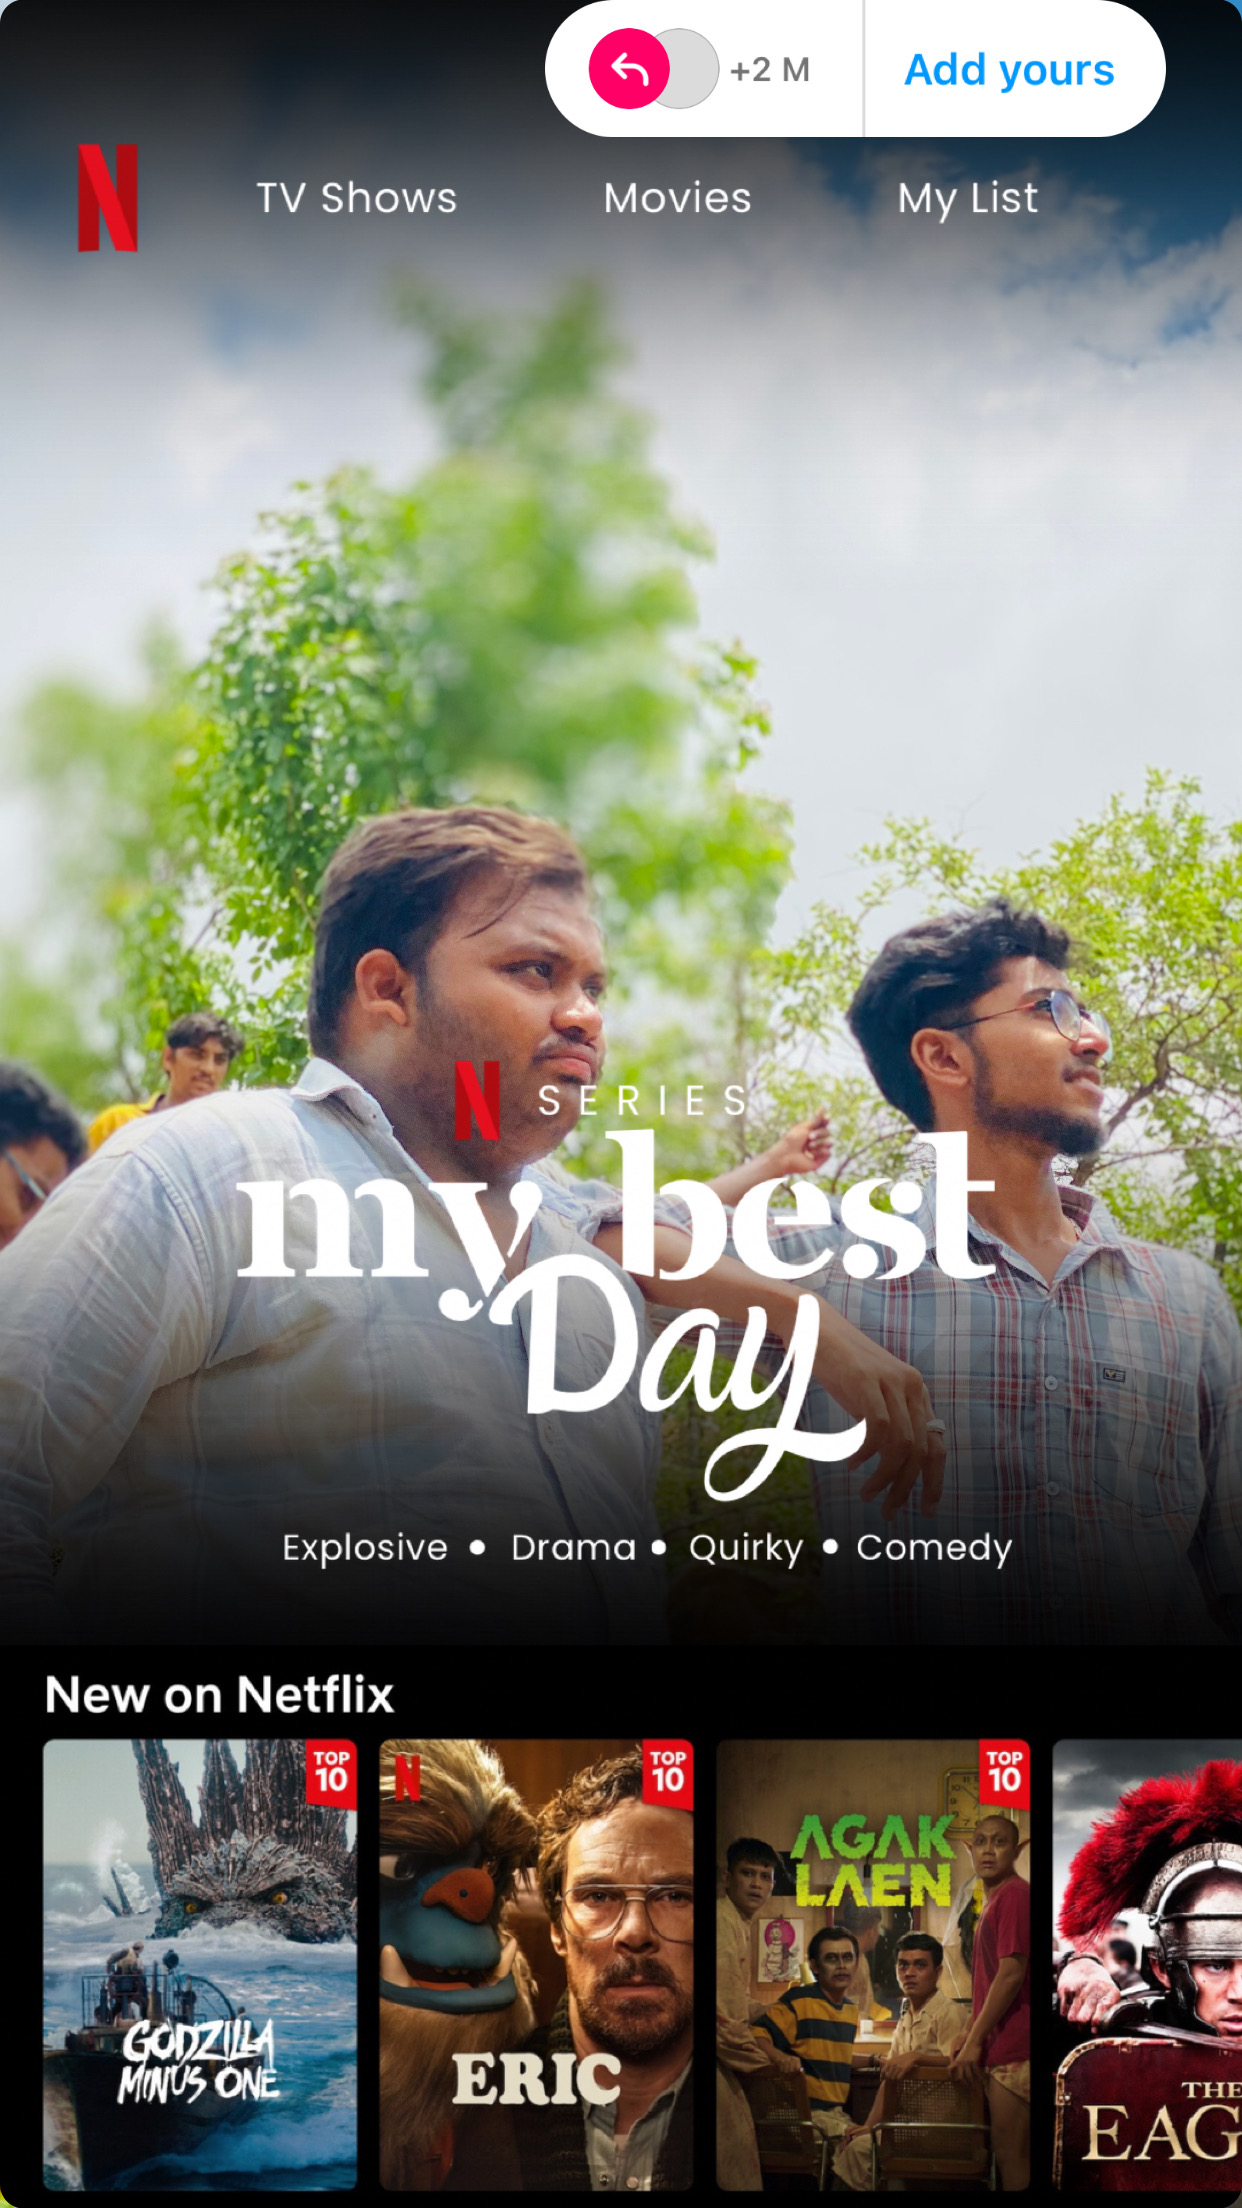 +2 M Add yours
N TV Shows Movies My List
N SERIES
my best
Day
Explosive • Drama • Quirky • Comedy
New on Netflix
TOP
10
N
TOP
10
TOP
10
AGAK
LAEN
GODZILLA
MINUS ONE
ERIC
THE
EAG